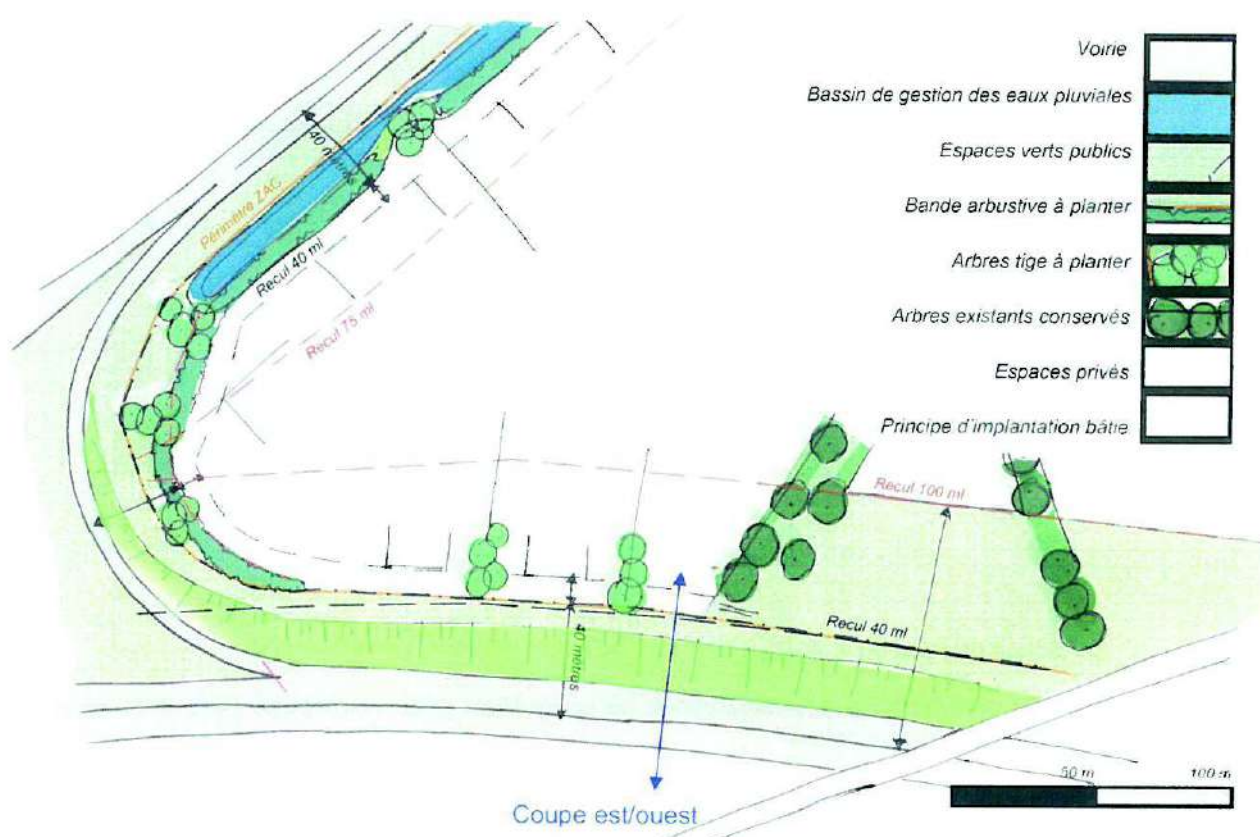 Voirie
Bassin de gestion des eaux pluviales
Espaces verts publics
Bande arbustive à planter
Arbres tige à planter
Arbres existants conservés
Espaces privés
Principe d'implantation bâtie
40 mètres
Périmètre ZAC
Recul 40 ml
Recul 75 ml
Recul 100 ml
Recul 40 ml
40 mètres
50 m
100 m
Coupe est/ouest